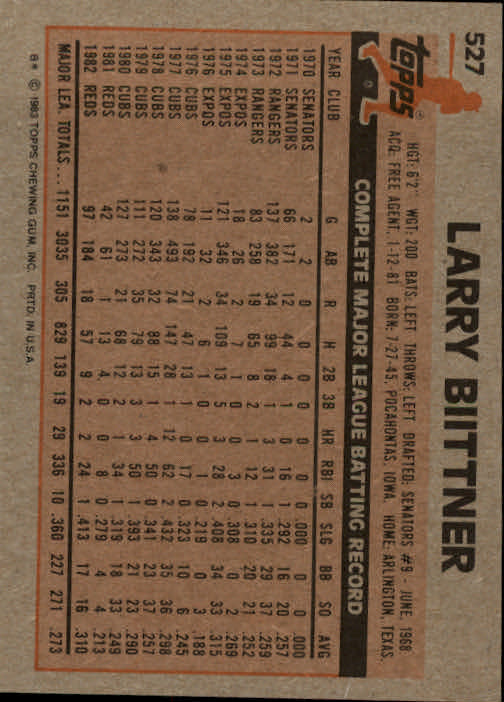 527
LARRY BIITTNER
TOPPS®
HGT: 6'2" WGT: 200 BATS: LEFT THROWS: LEFT DRAFTED: SENATORS #9 - JUNE, 1968
ACQ: FREE AGENT, 1-12-81 BORN: 7-27-45, POCAHONTAS, IOWA HOME: ARLINGTON, TEXAS
COMPLETE MAJOR LEAGUE BATTING RECORD
YEAR CLUB G AB R H 2B 3B HR RBI SB SLG BB SO AVG
1970 SENATORS 2 2 0 0 0 0 0 0 0 .000 0 0 .000
1971 SENATORS 66 171 12 44 4 1 0 16 1 .292 16 20 .257
1972 RANGERS 137 382 34 99 18 1 3 31 1 .335 29 37 .259
1973 RANGERS 83 258 19 65 8 2 1 12 1 .310 20 21 .252
1974 EXPOS 18 26 2 7 1 0 0 3 0 .308 0 2 .269
1975 EXPOS 121 346 34 109 13 5 3 28 2 .408 34 33 .315
1976 EXPOS 11 32 2 6 1 0 0 1 0 .219 0 3 .188
1976 CUBS 78 192 21 47 13 1 0 17 0 .323 10 6 .245
1977 CUBS 138 493 74 147 28 1 12 62 2 .432 35 36 .298
1978 CUBS 120 343 32 88 15 1 4 50 0 .341 23 37 .257
1979 CUBS 111 272 35 79 13 3 3 50 1 .393 21 23 .290
1980 CUBS 127 273 21 68 12 2 1 34 1 .319 18 33 .249
1981 REDS 42 61 1 13 4 0 0 8 0 .279 4 4 .213
1982 REDS 97 184 18 57 9 2 2 24 1 .413 17 16 .310
MAJOR LEA. TOTALS... 1151 3035 305 829 139 19 29 336 10 .360 227 271 .273
B* © 1983 TOPPS CHEWING GUM, INC. PRTD. IN U.S.A.